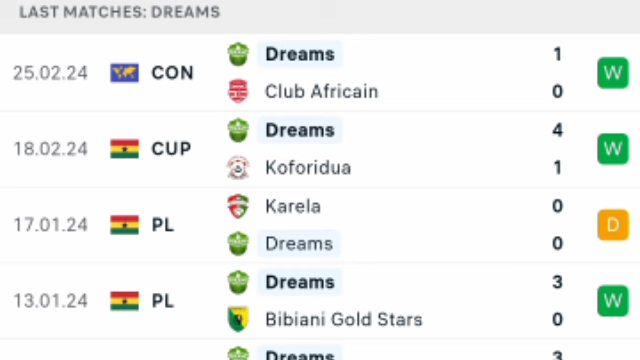 LAST MATCHES: DREAMS
25.02.24 CON Dreams 1 W
Club Africain 0
18.02.24 CUP Dreams 4 W
Koforidua 1
17.01.24 PL Karela 0 D
Dreams 0
13.01.24 PL Dreams 3 W
Bibiani Gold Stars 0
Dreams 3